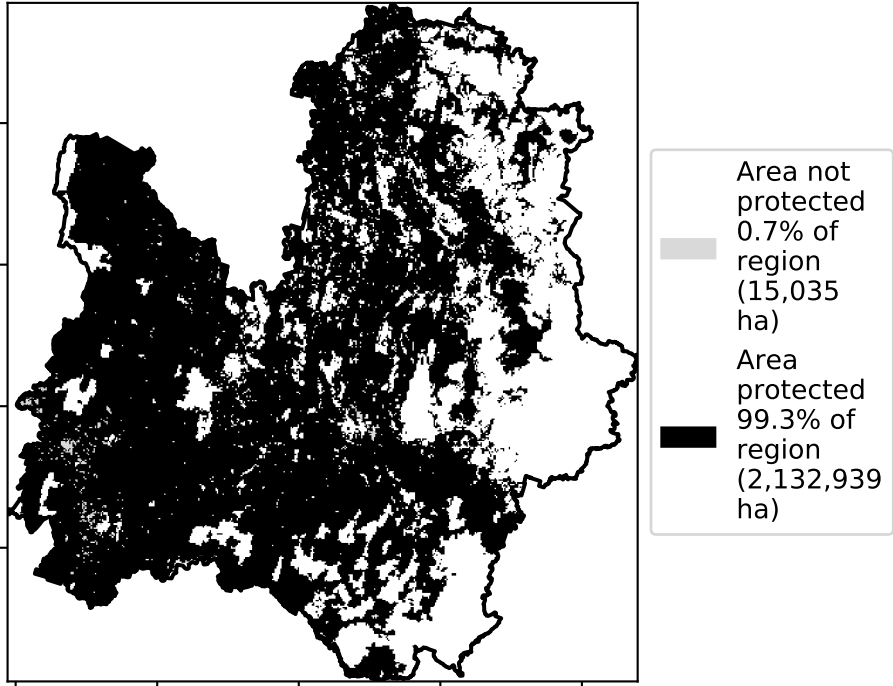 Area not
protected
0.7% of
region
(15,035
ha)
Area
protected
99.3% of
region
(2,132,939
ha)